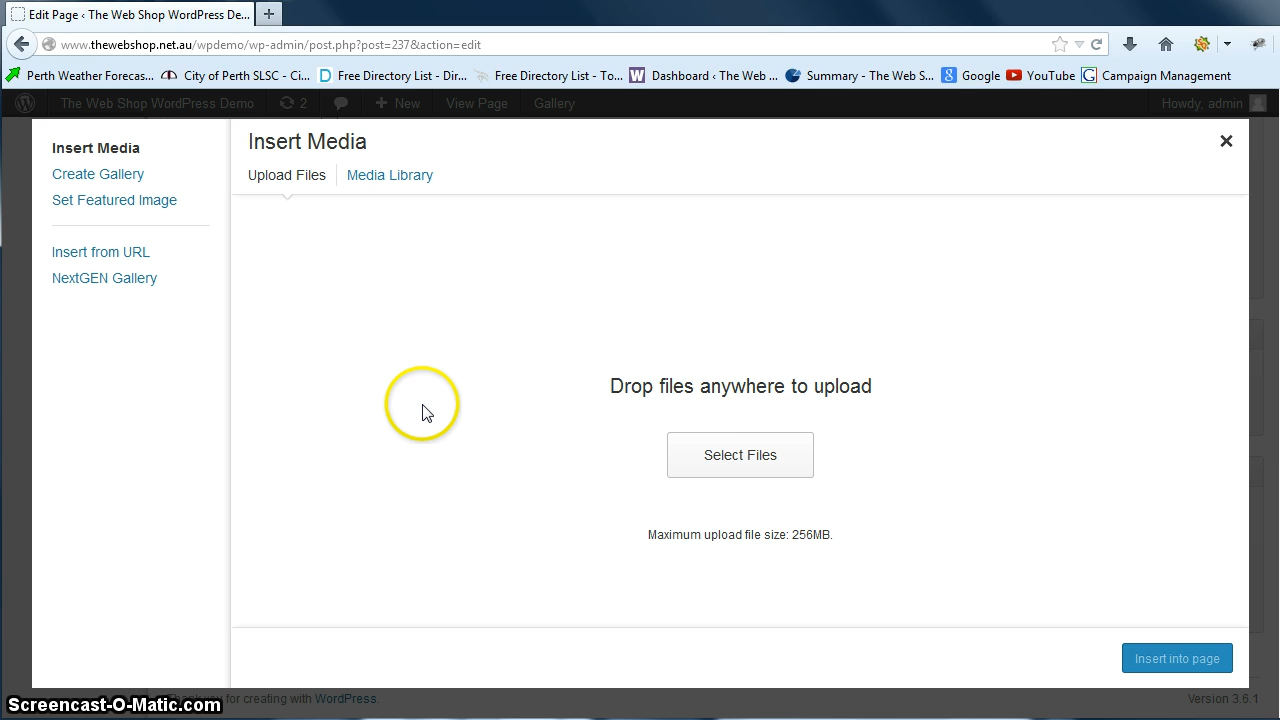 Edit Page ‹ The Web Shop WordPress De...
www.thewebshop.net.au/wpdemo/wp-admin/post.php?post=237&action=edit
Perth Weather Forecas... City of Perth SLSC - Ci... Free Directory List - Dir... Free Directory List - To... Dashboard ‹ The Web ... Summary - The Web S... Google YouTube Campaign Management
The Web Shop WordPress Demo 2 New View Page Gallery Howdy, admin
Insert Media
Create Gallery
Set Featured Image
Insert from URL
NextGEN Gallery
Insert Media
Upload Files Media Library
Drop files anywhere to upload
Select Files
Maximum upload file size: 256MB.
Insert into page
Thank you for creating with WordPress. Version 3.6.1
Screencast-O-Matic.com